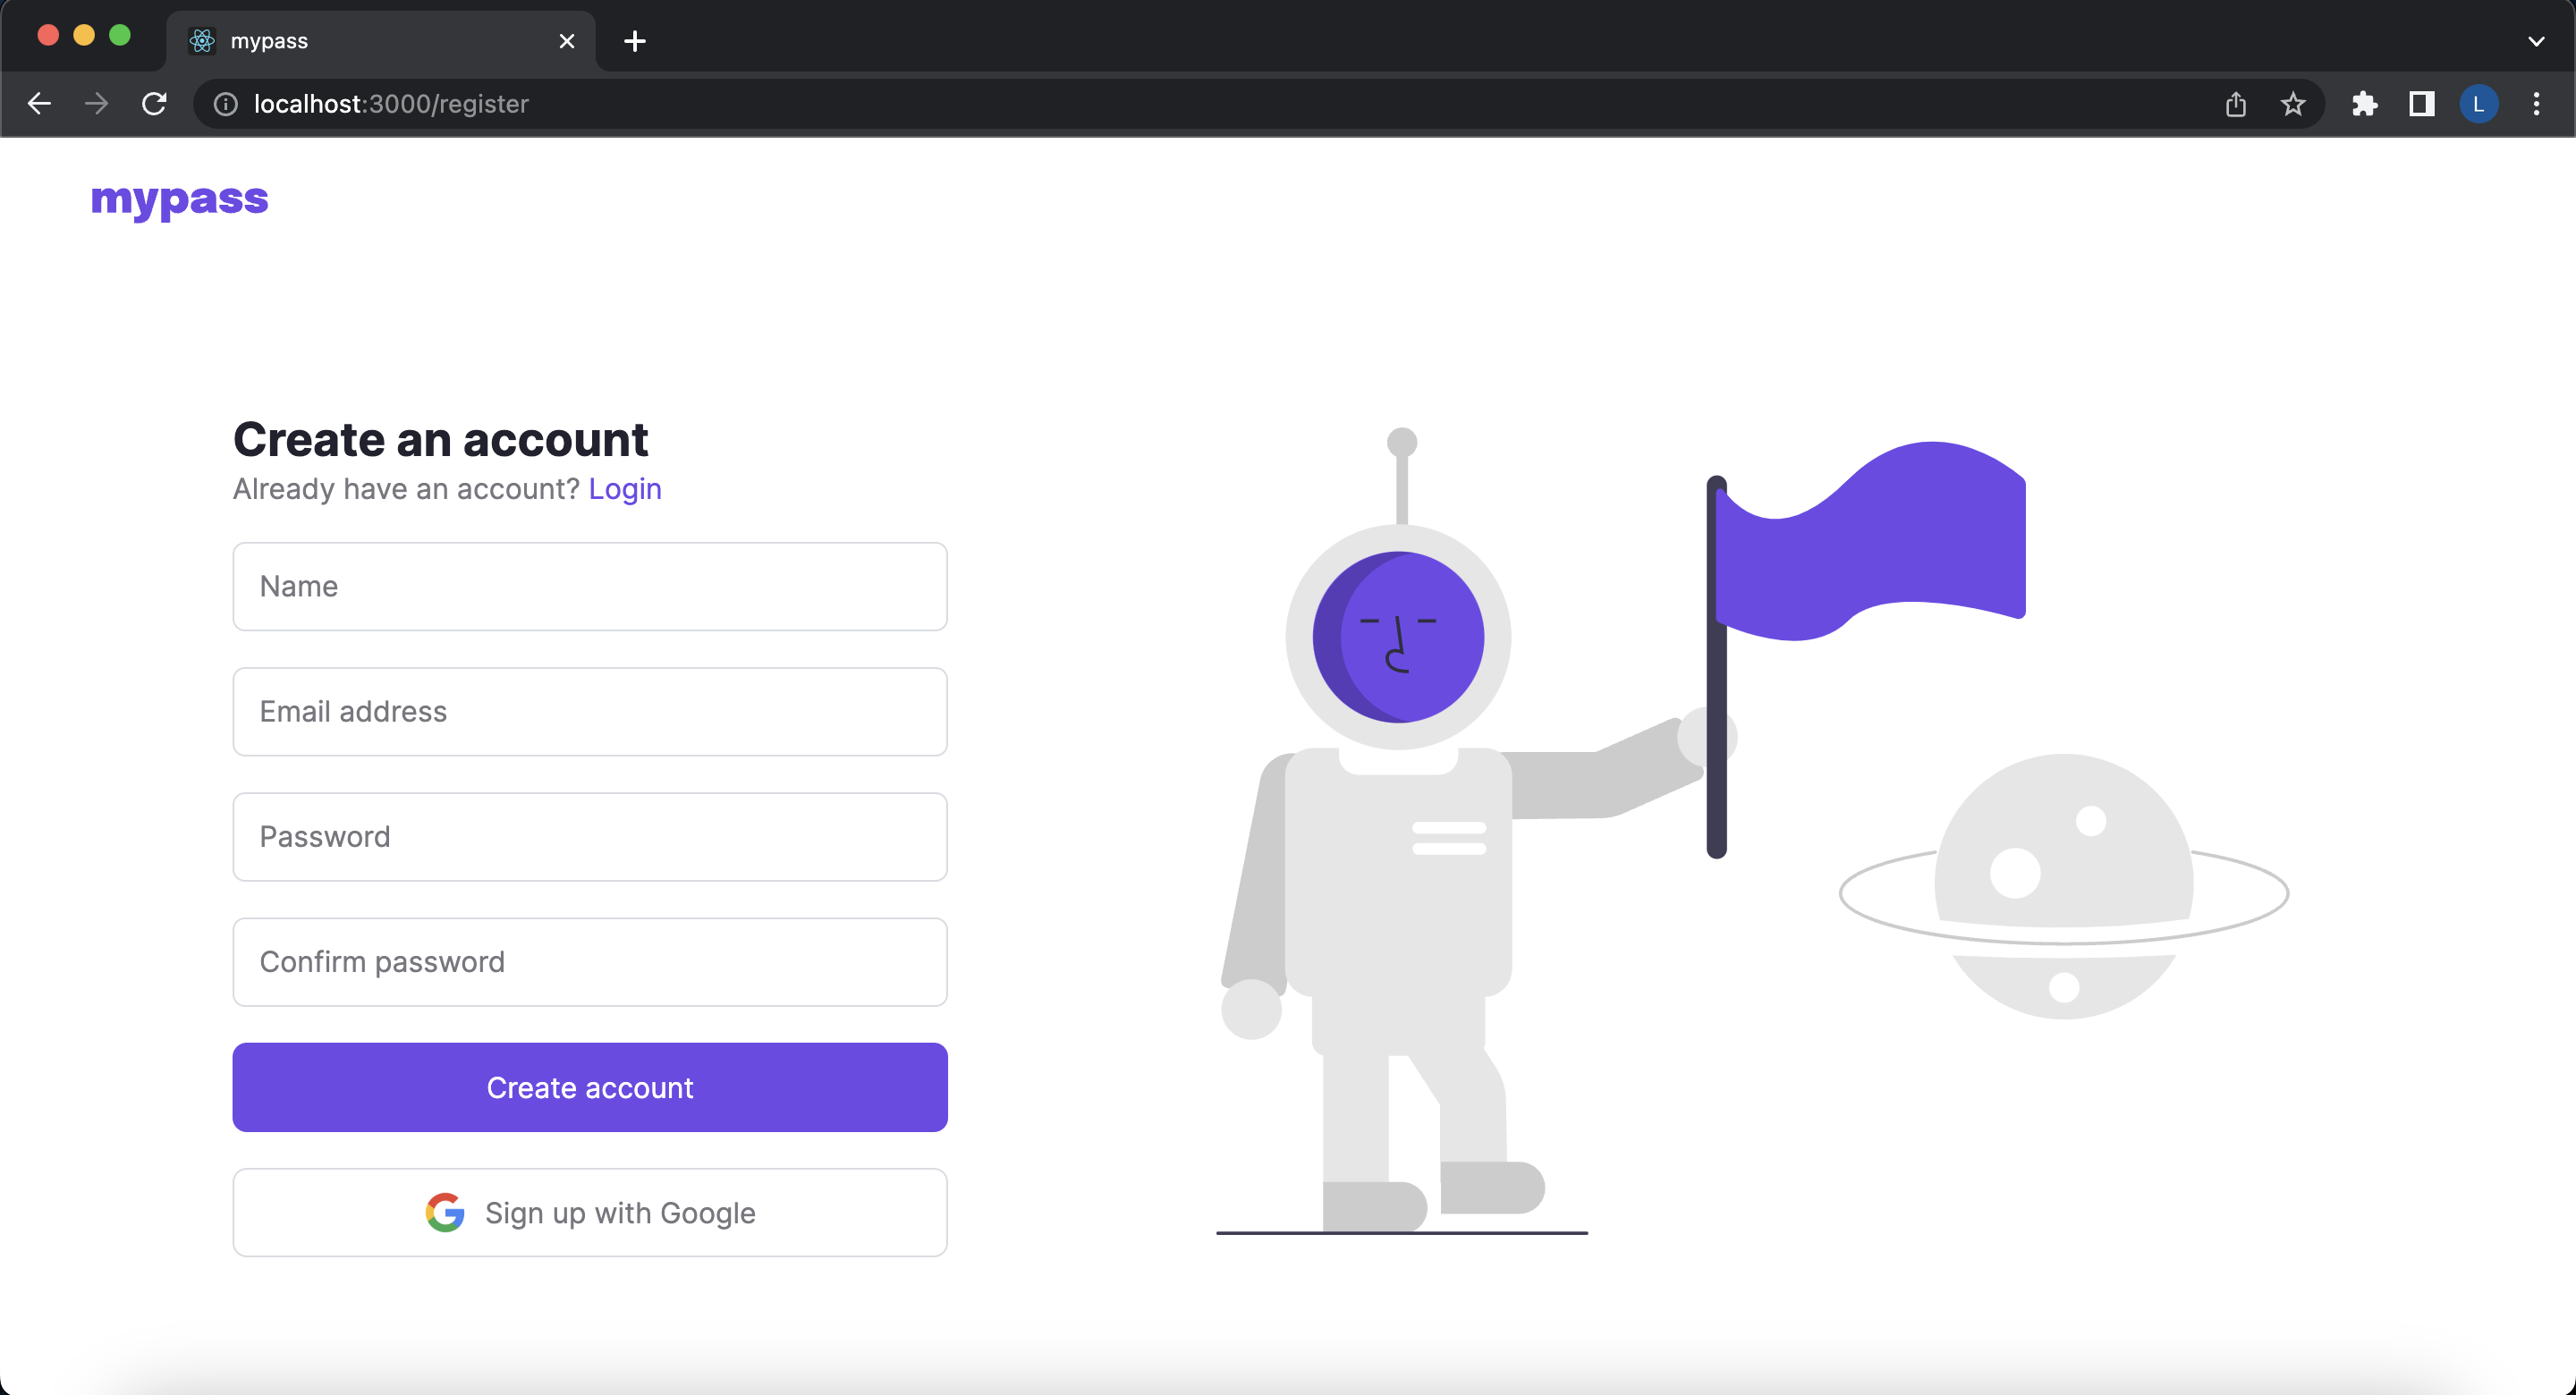 mypass
localhost:3000/register
L
mypass
Create an account
Already have an account? Login
Name
Email address
Password
Confirm password
Create account
Sign up with Google